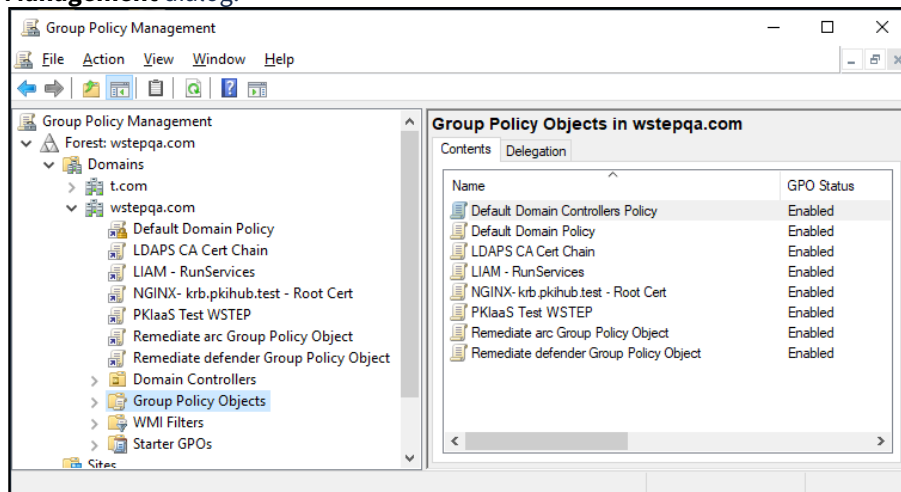 Management dialog.
Group Policy Management
File Action View Window Help
Group Policy Management
Forest: wstepqa.com
Domains
t.com
wstepqa.com
Default Domain Policy
LDAPS CA Cert Chain
LIAM - RunServices
NGINX- krb.pkihub.test - Root Cert
PKIaaS Test WSTEP
Remediate arc Group Policy Object
Remediate defender Group Policy Object
Domain Controllers
Group Policy Objects
WMI Filters
Starter GPOs
Sites
Group Policy Objects in wstepqa.com
Contents Delegation
Name GPO Status
Default Domain Controllers Policy Enabled
Default Domain Policy Enabled
LDAPS CA Cert Chain Enabled
LIAM - RunServices Enabled
NGINX- krb.pkihub.test - Root Cert Enabled
PKIaaS Test WSTEP Enabled
Remediate arc Group Policy Object Enabled
Remediate defender Group Policy Object Enabled